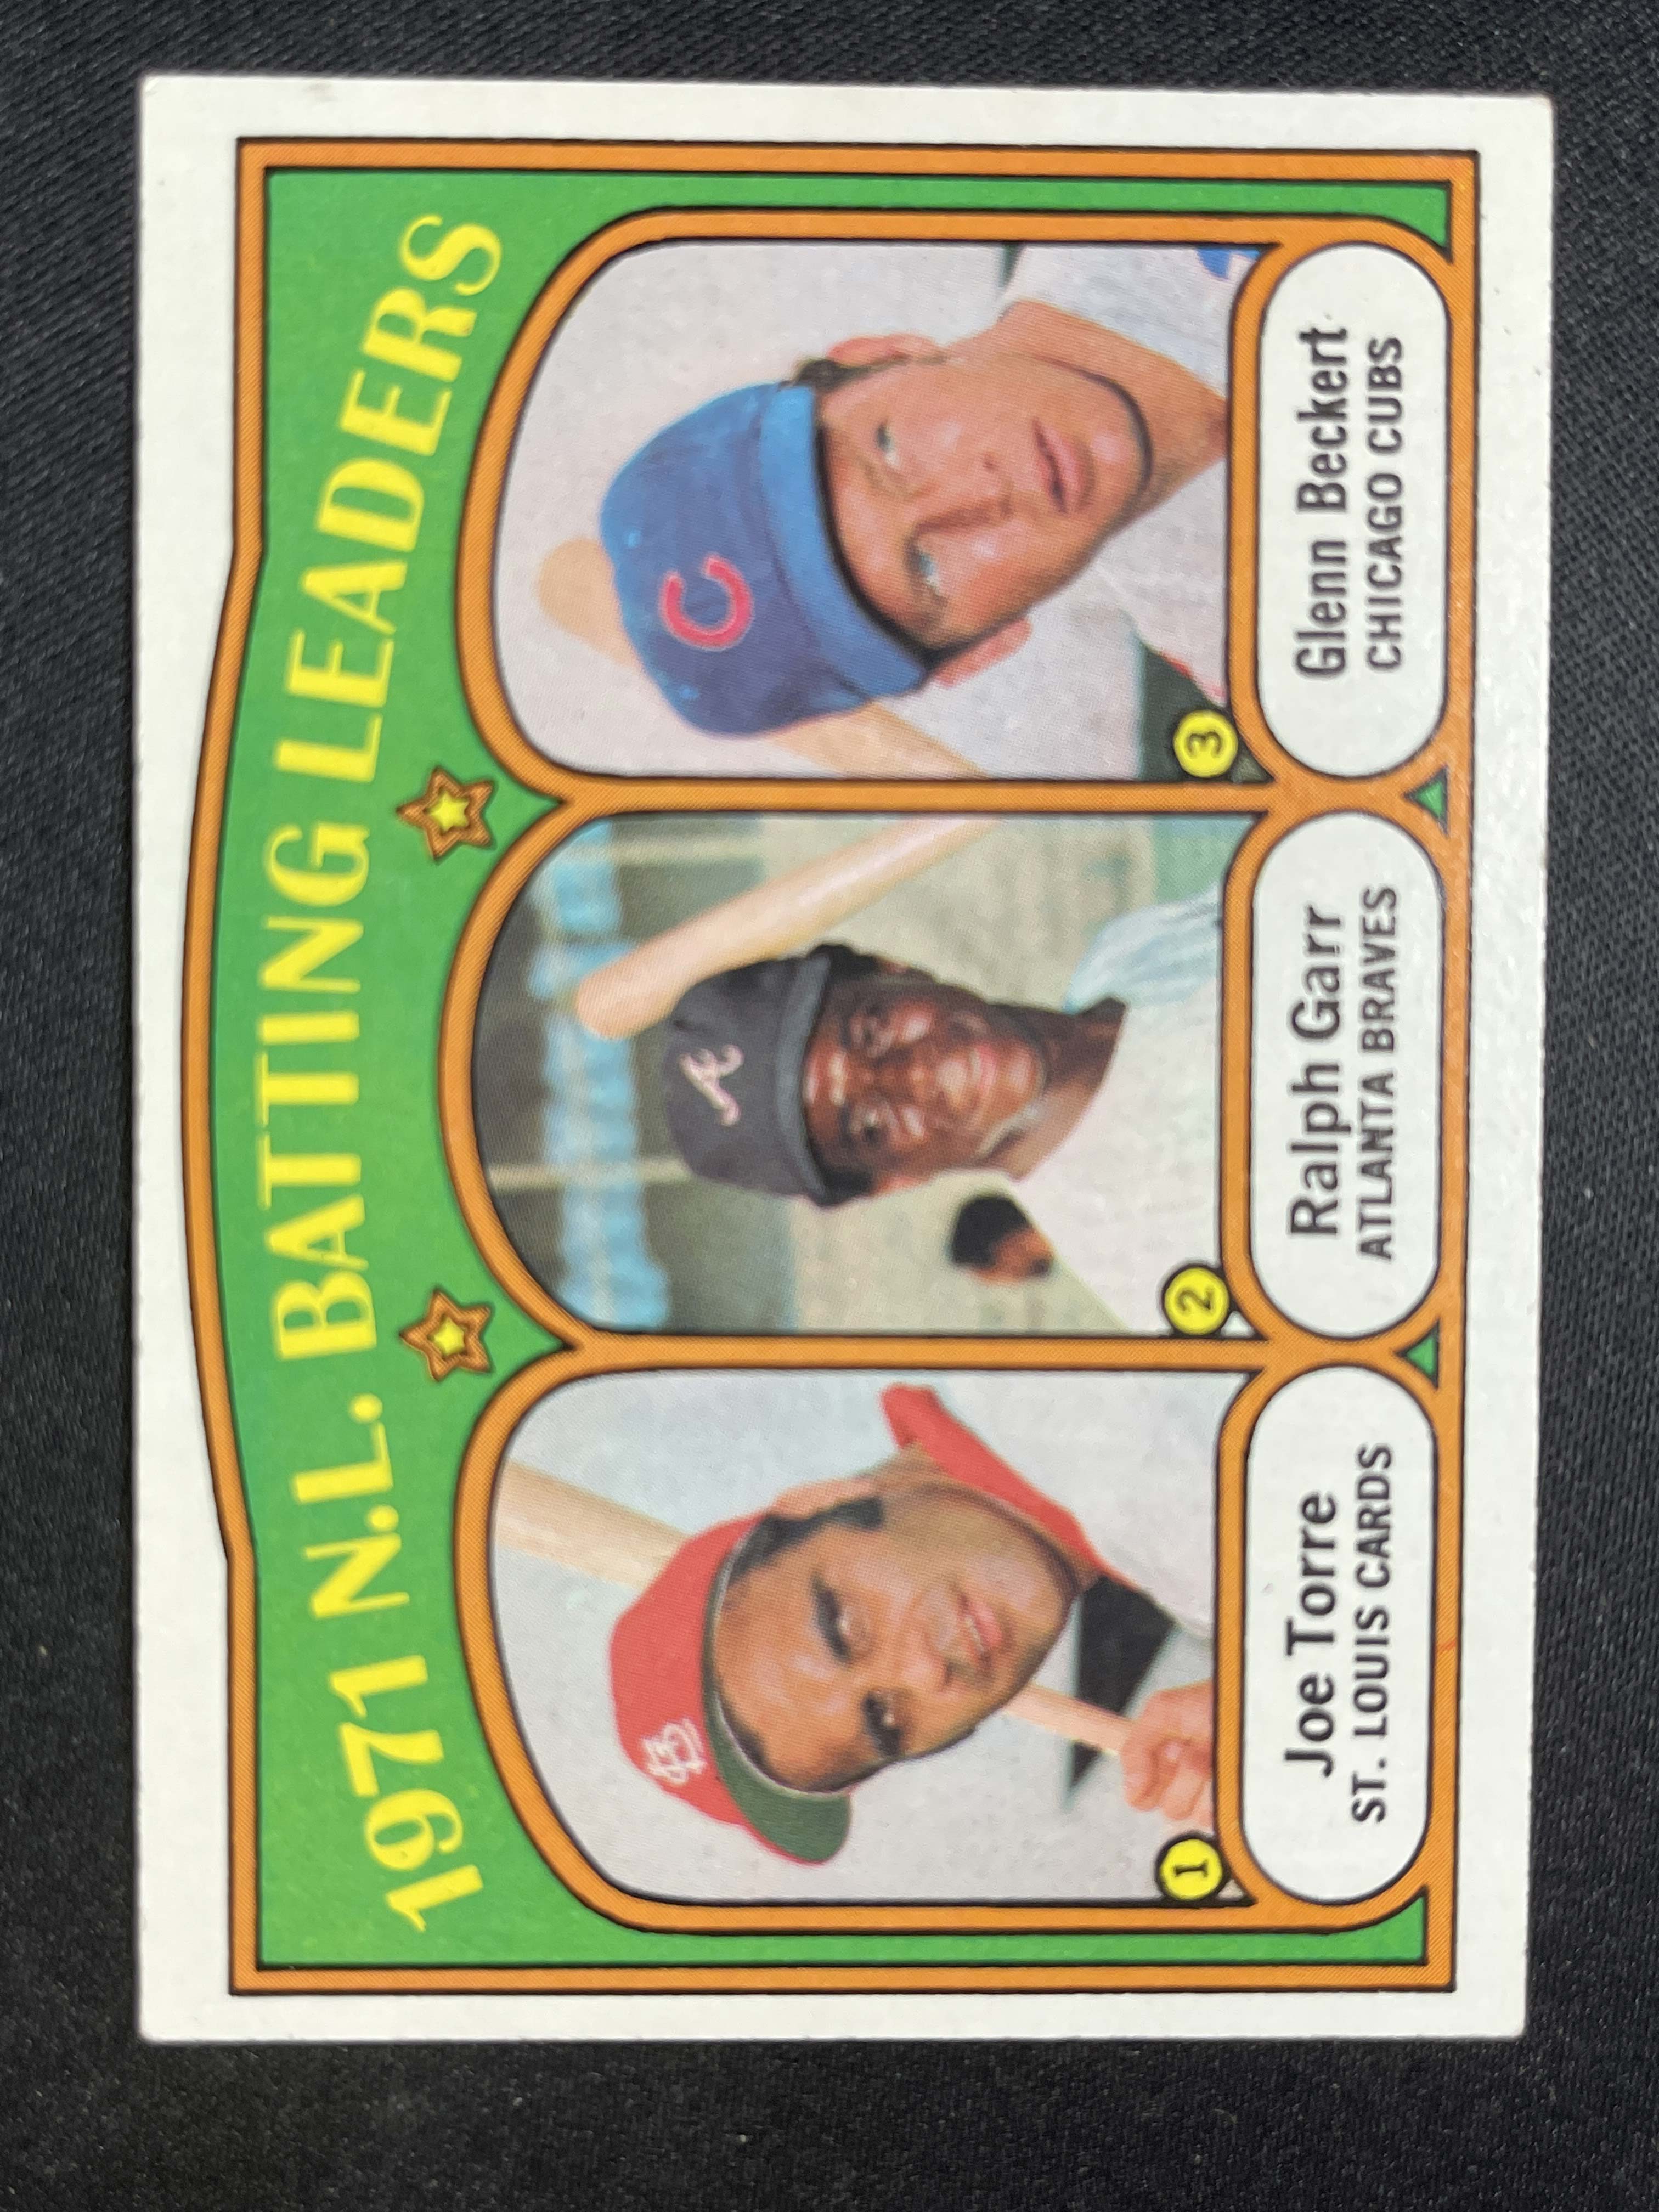 1971 N.L. BATTING LEADERS
1
Joe Torre
ST. LOUIS CARDS
2
Ralph Garr
ATLANTA BRAVES
3
Glenn Beckert
CHICAGO CUBS
StL
A
C